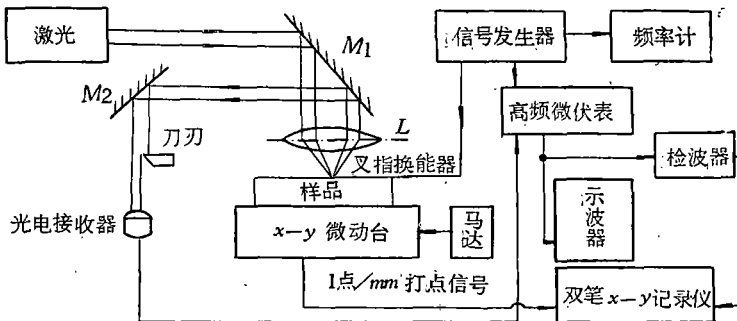 激光
M1
信号发生器
频率计
M2
高频微伏表
刀刃
L
叉指换能器
检波器
样品
光电接收器
x—y 微动台
马达
示波器
1点/mm 打点信号
双笔 x—y 记录仪